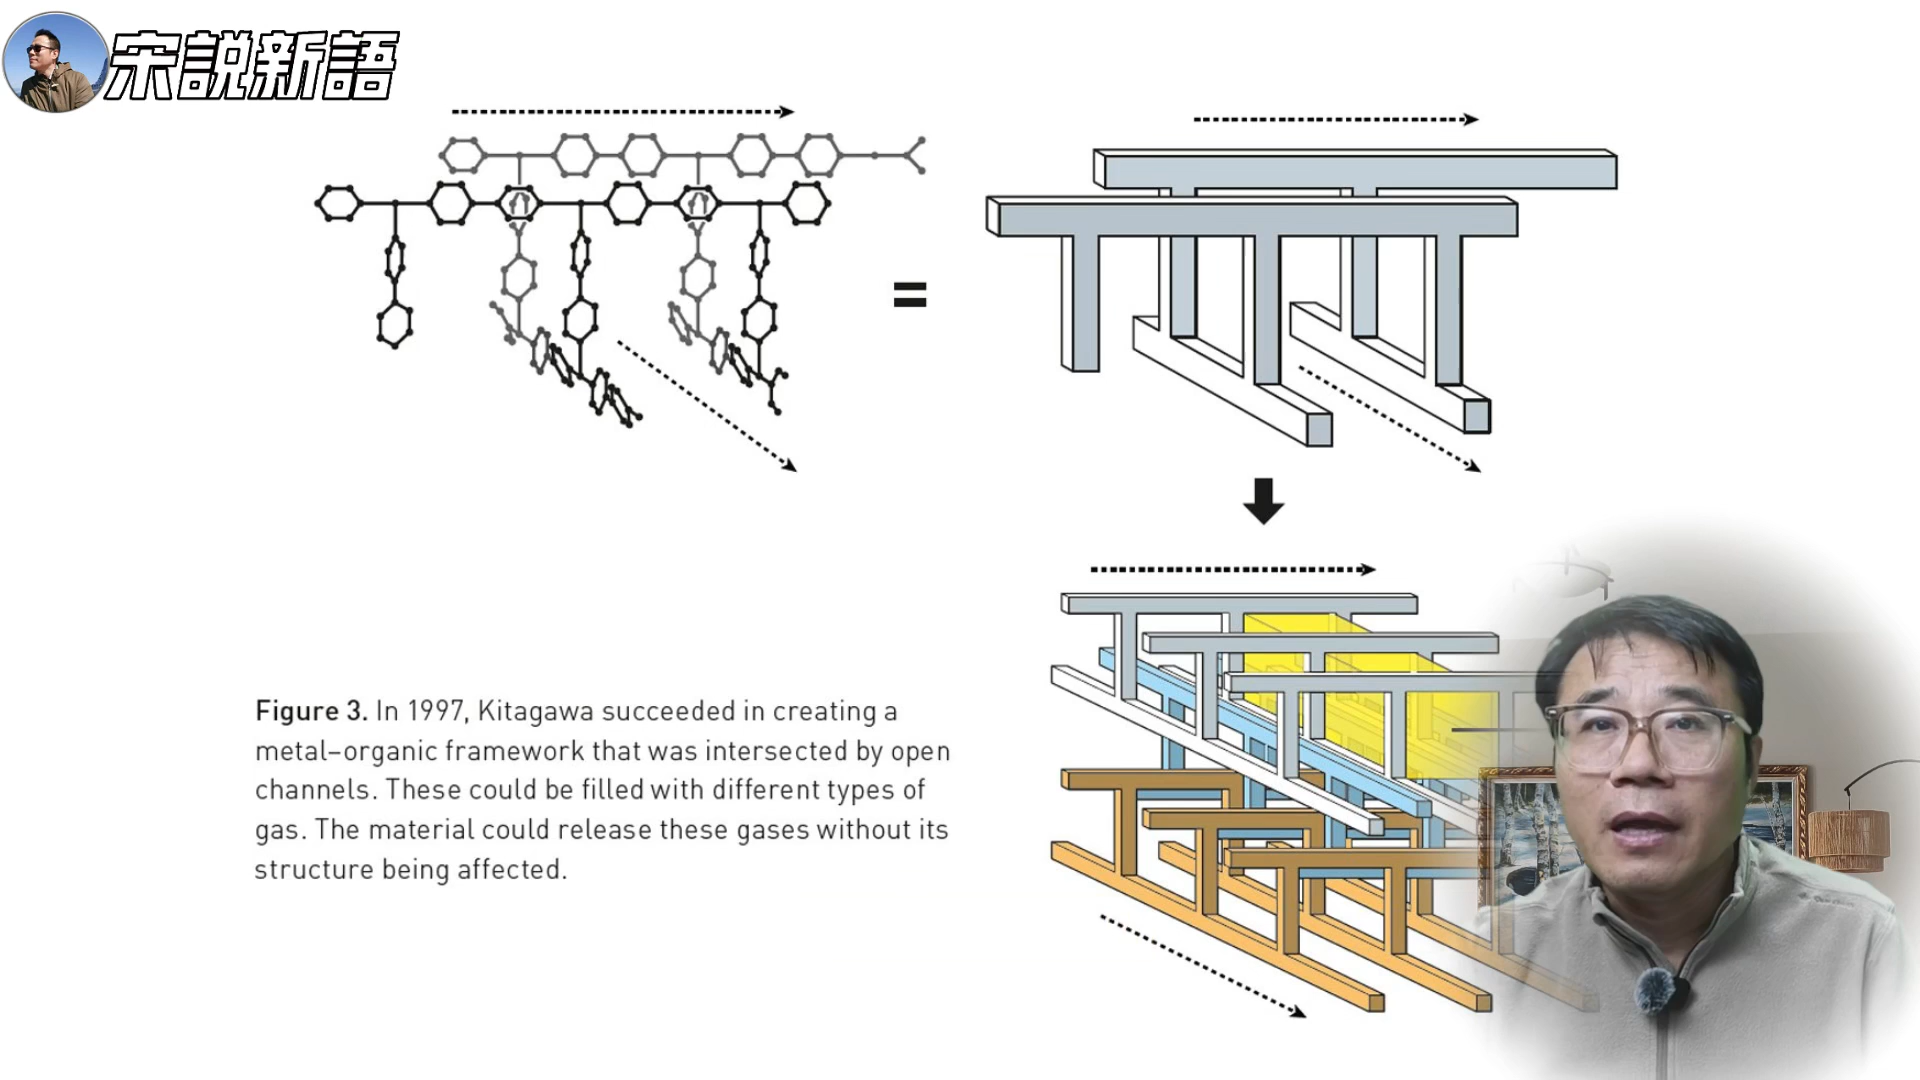 宋説新語
=
Figure 3. In 1997, Kitagawa succeeded in creating a
metal–organic framework that was intersected by open
channels. These could be filled with different types of
gas. The material could release these gases without its
structure being affected.